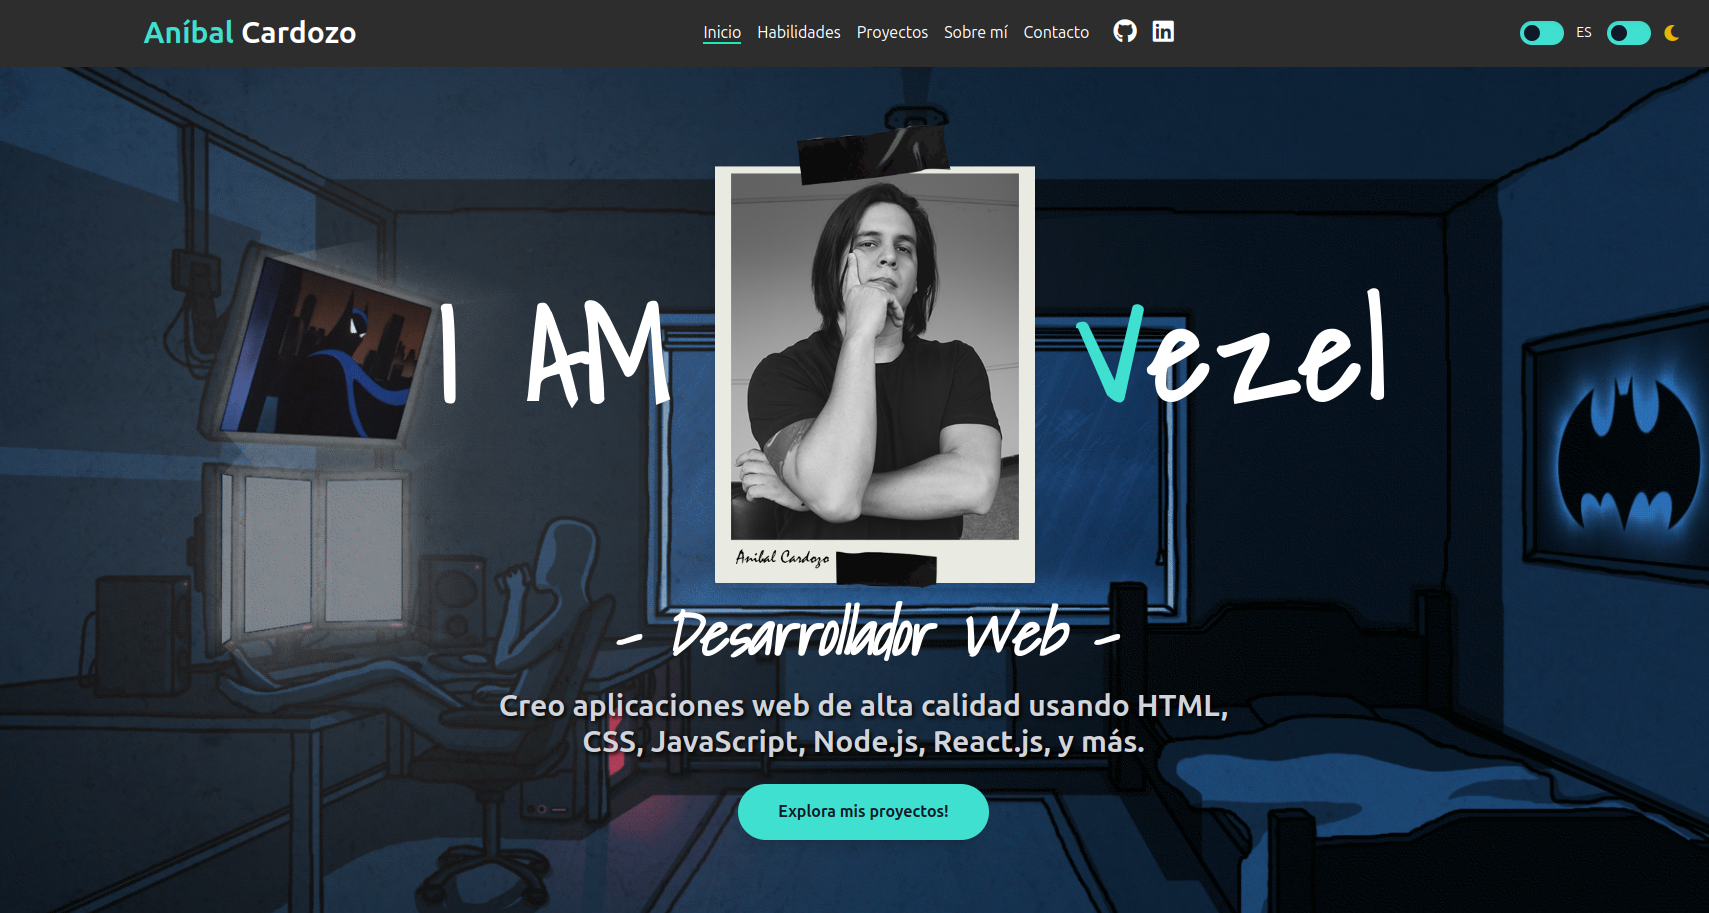 Aníbal Cardozo
Inicio Habilidades Proyectos Sobre mí Contacto
ES
I AM Vezel
Anibal Cardozo
- Desarrollador Web -
Creo aplicaciones web de alta calidad usando HTML,
CSS, JavaScript, Node.js, React.js, y más.
Explora mis proyectos!